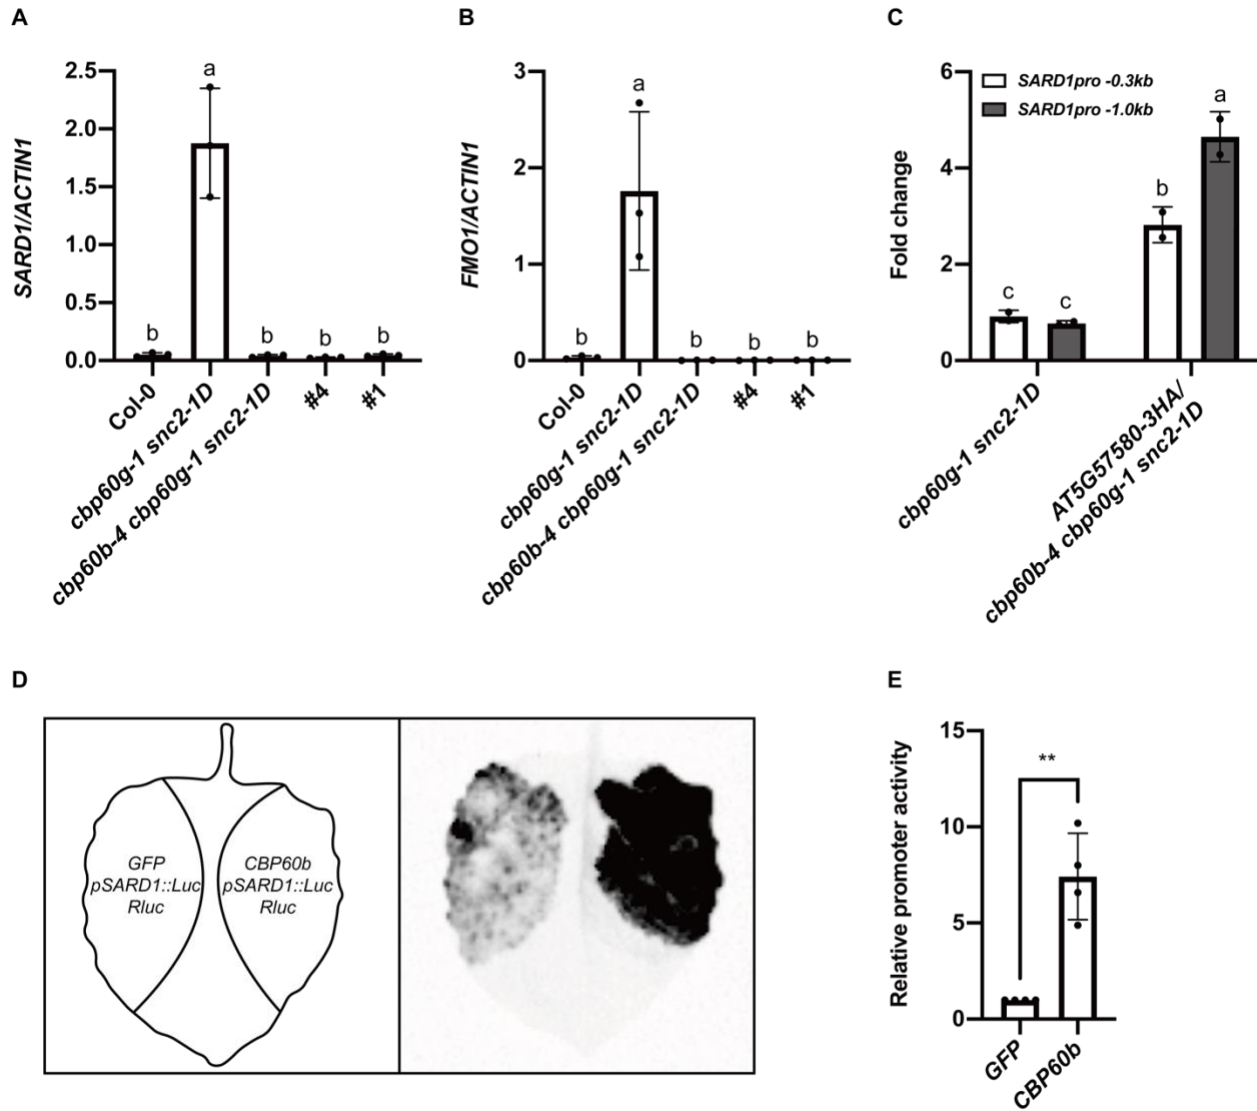 A
SARD1/ACTIN1
2.5
2.0
1.5
1.0
0.5
0.0
b
a
b
b
b
Col-0
cbp60g-1 snc2-1D
cbp60b-4 cbp60g-1 snc2-1D
#4
#1
B
FMO1/ACTIN1
3
2
1
0
b
a
b
b
b
Col-0
cbp60g-1 snc2-1D
cbp60b-4 cbp60g-1 snc2-1D
#4
#1
C
Fold change
6
4
2
0
SARD1pro -0.3kb
SARD1pro -1.0kb
c
c
b
a
cbp60g-1 snc2-1D
AT5G57580-3HA/
cbp60b-4 cbp60g-1 snc2-1D
D
GFP
pSARD1::Luc
Rluc
CBP60b
pSARD1::Luc
Rluc
E
Relative promoter activity
15
10
5
0
**
GFP
CBP60b